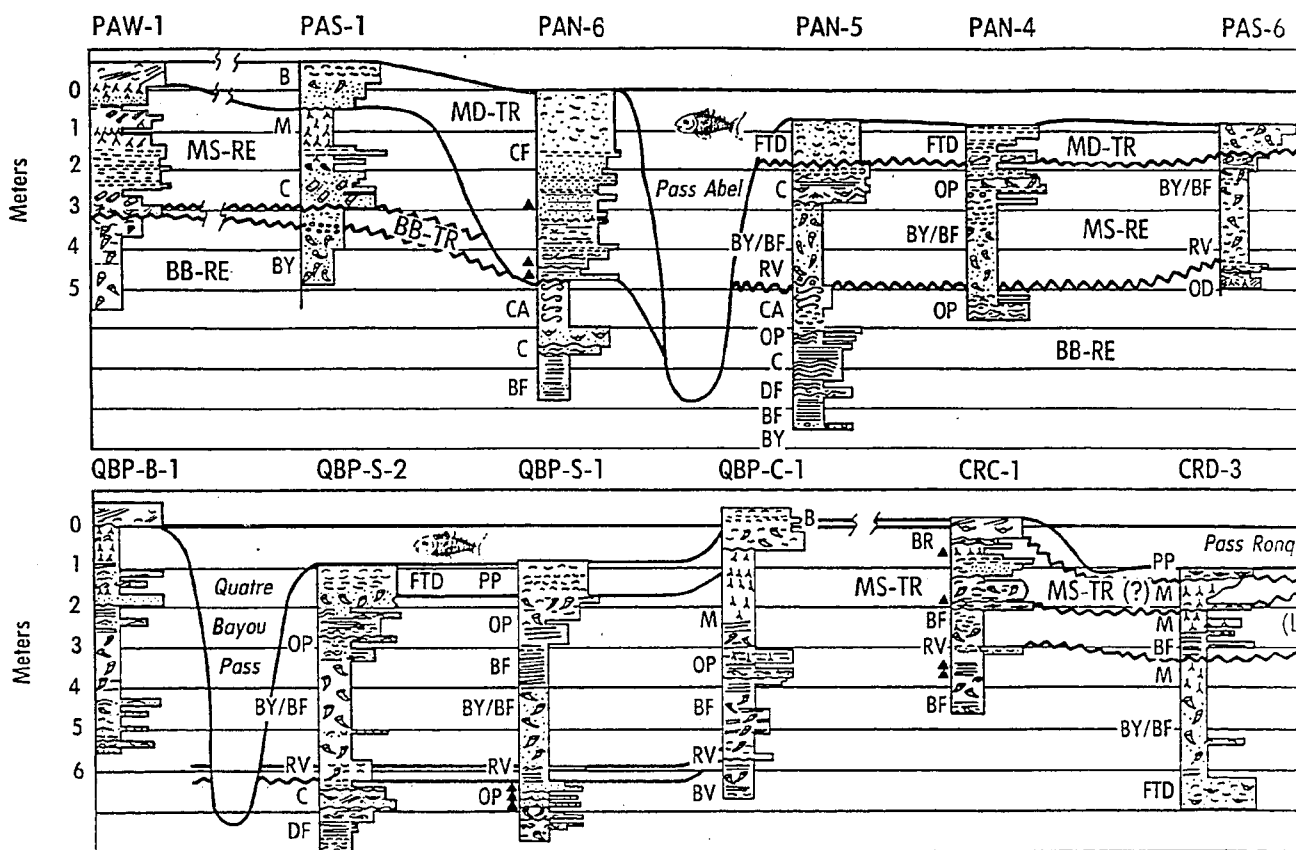 PAW-1 PAS-1 PAN-6 PAN-5 PAN-4 PAS-6
Meters
0
1
2
3
4
5
B
M
C
BY
MS-RE
BB-RE
BB-TR
MD-TR
CF
CA
C
BF
Pass Abel
FTD
C
BY/BF
RV
CA
OP
C
DF
BF
BY
FTD
OP
BY/BF
OP
MD-TR
MS-RE
BB-RE
BY/BF
RV
OD
QBP-B-1 QBP-S-2 QBP-S-1 QBP-C-1 CRC-1 CRD-3
Meters
0
1
2
3
4
5
6
Quatre
Bayou
Pass
OP
BY/BF
RV
C
DF
FTD PP
OP
BF
BY/BF
RV
OP
B
M
OP
BF
RV
BV
MS-TR
BR
BF
RV
BF
MS-TR (?)
Pass Ronq
PP
M
M
BF
M
(L
BY/BF
FTD